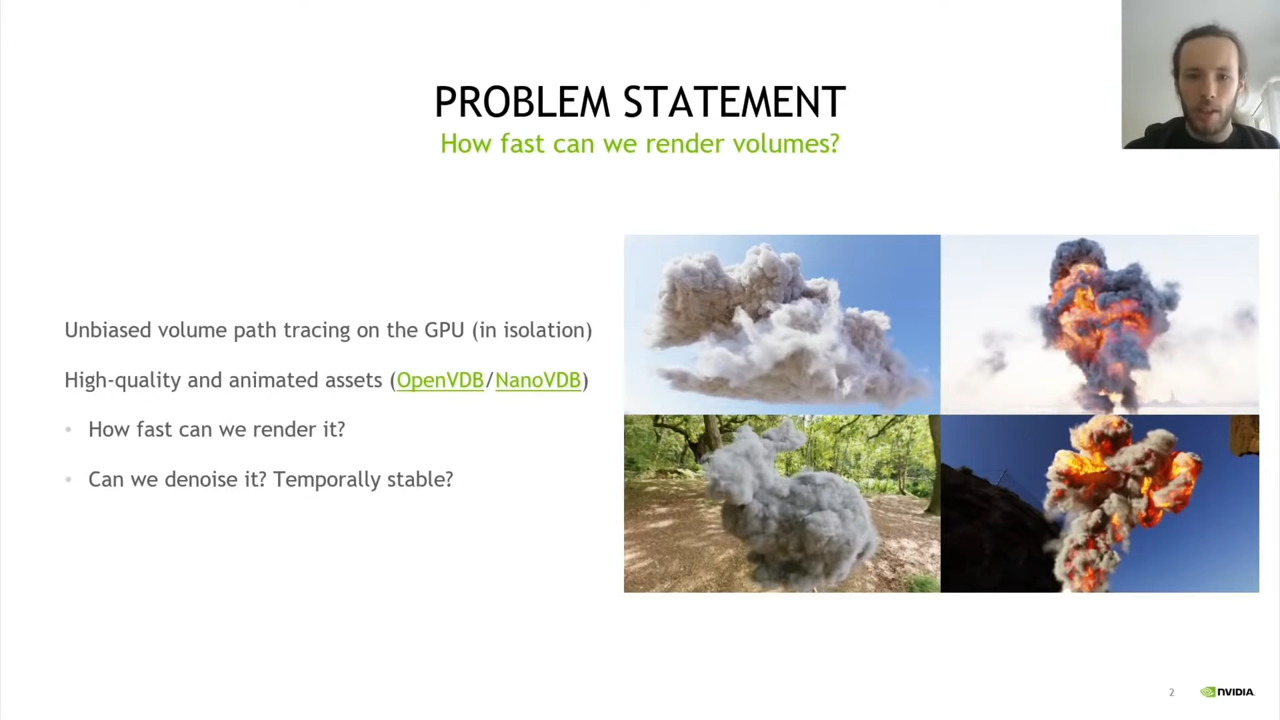 PROBLEM STATEMENT
How fast can we render volumes?
Unbiased volume path tracing on the GPU (in isolation)
High-quality and animated assets (OpenVDB/NanoVDB)
• How fast can we render it?
• Can we denoise it? Temporally stable?
2
NVIDIA.